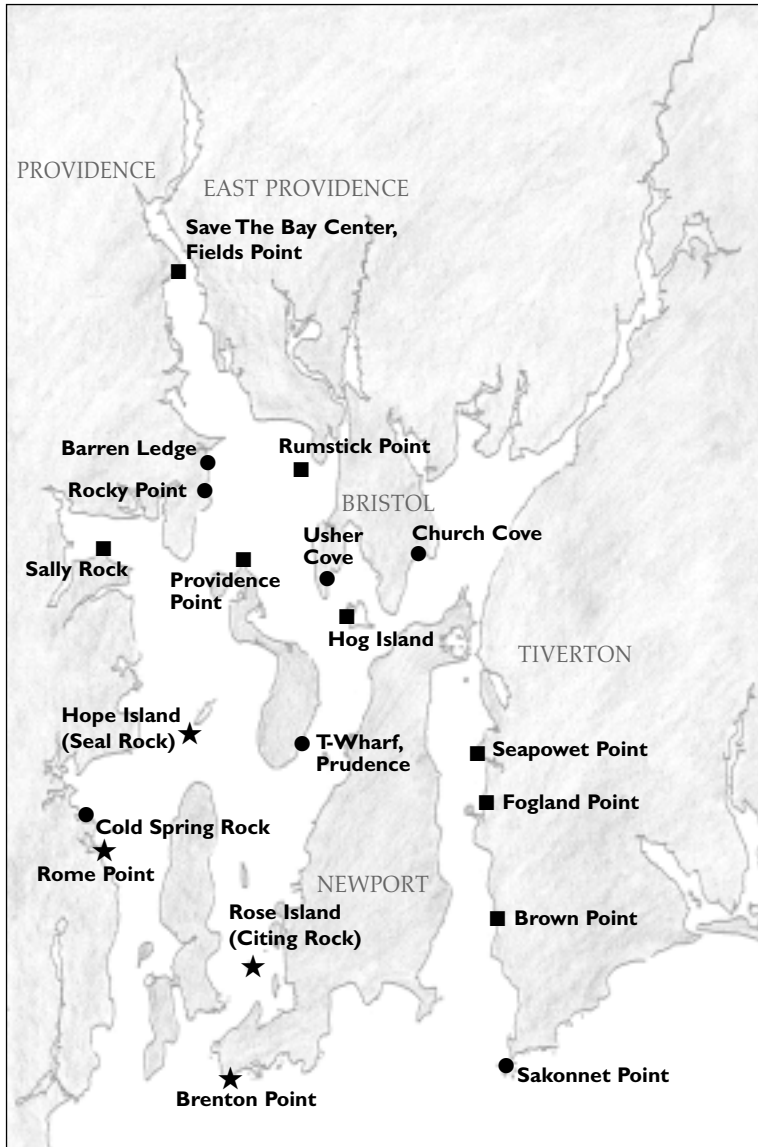 PROVIDENCE
EAST PROVIDENCE
Save The Bay Center,
Fields Point
Barren Ledge
Rumstick Point
Rocky Point
BRISTOL
Usher
Cove
Church Cove
Sally Rock
Providence
Point
Hog Island
TIVERTON
Hope Island
(Seal Rock)
T-Wharf,
Prudence
Seapowet Point
Fogland Point
Cold Spring Rock
Rome Point
NEWPORT
Rose Island
(Citing Rock)
Brown Point
Sakonnet Point
Brenton Point